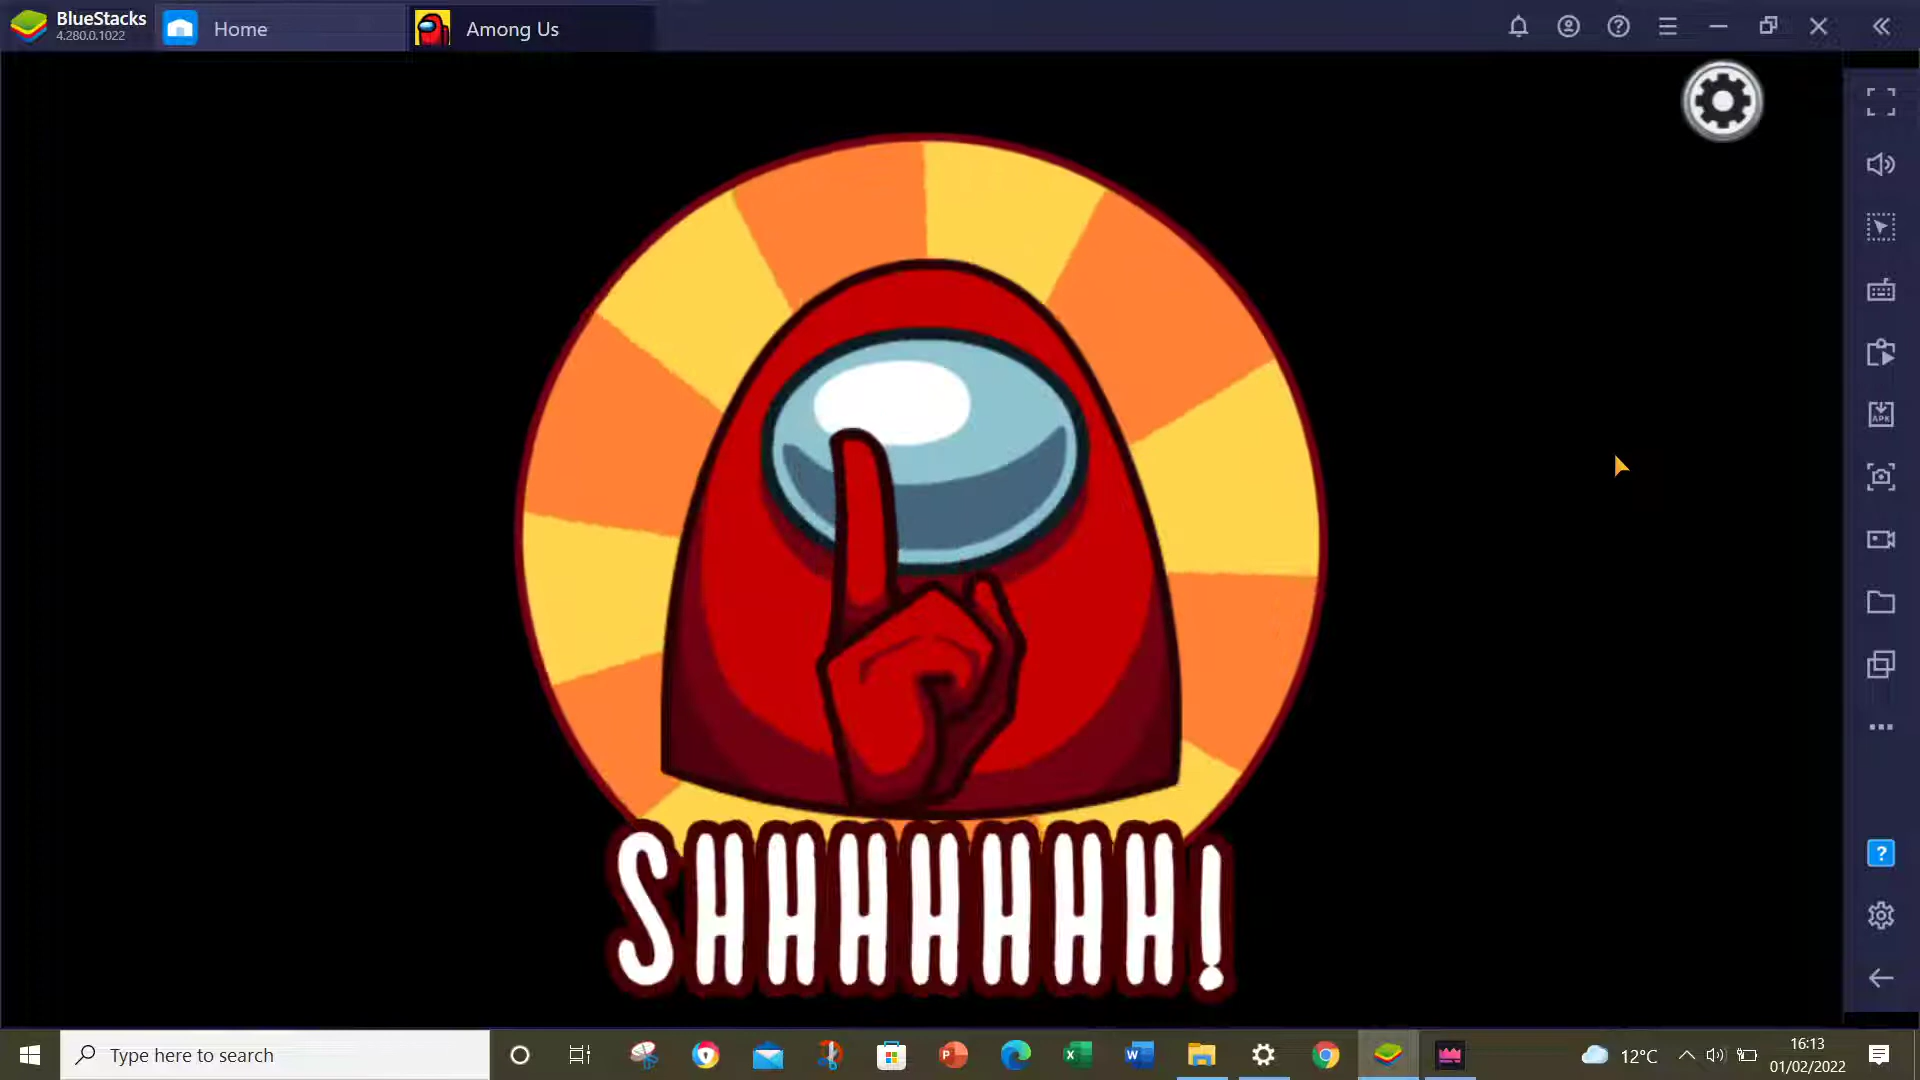 BlueStacks
4.280.0.1022
Home
Among Us
APK
SHHHHHHH!
?
Type here to search
12°C
16:13
01/02/2022